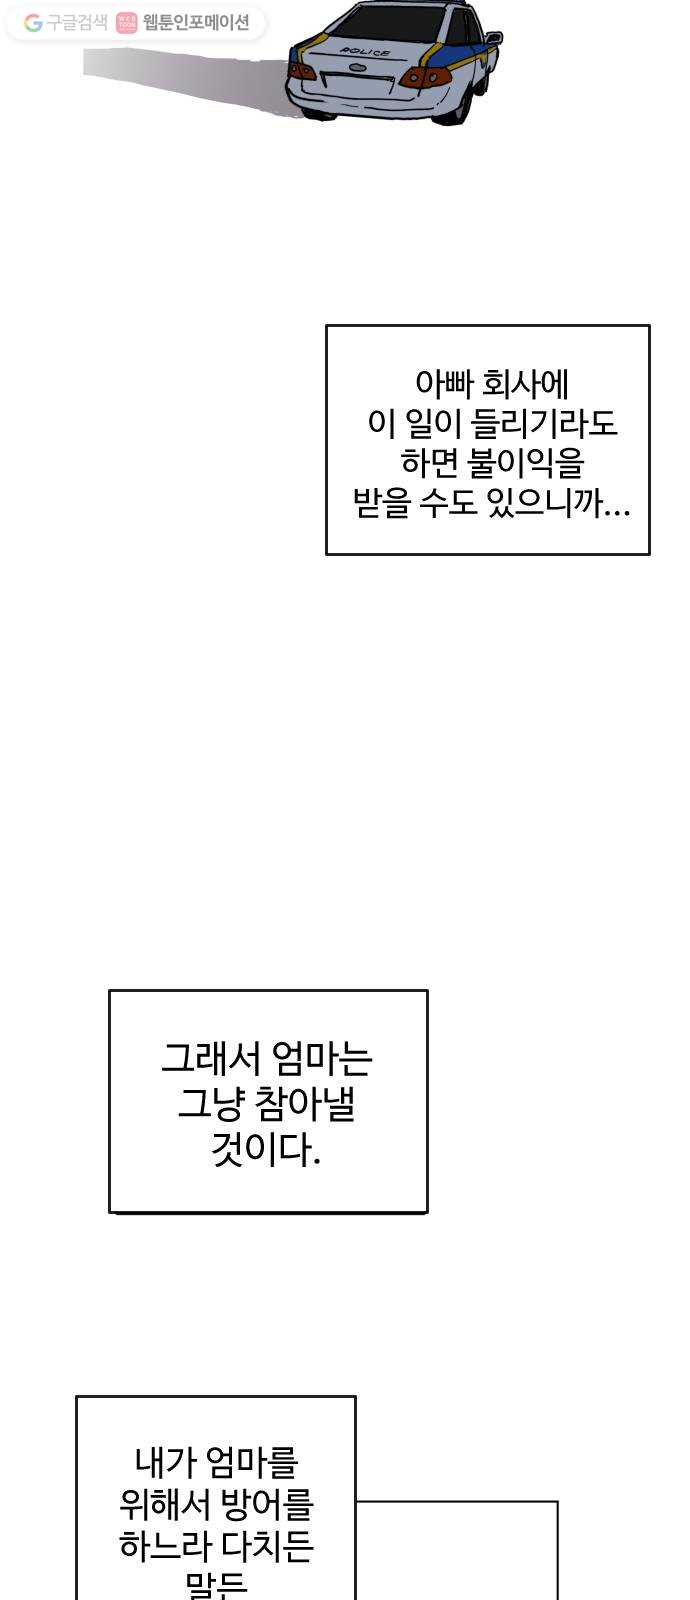 구글검색 웹툰인포메이션
POLICE
아빠 회사에
이 일이 들리기라도
하면 불이익을
받을 수도 있으니까...
그래서 엄마는
그냥 참아낼
것이다.
내가 엄마를
위해서 방어를
하느라 다치든
말든